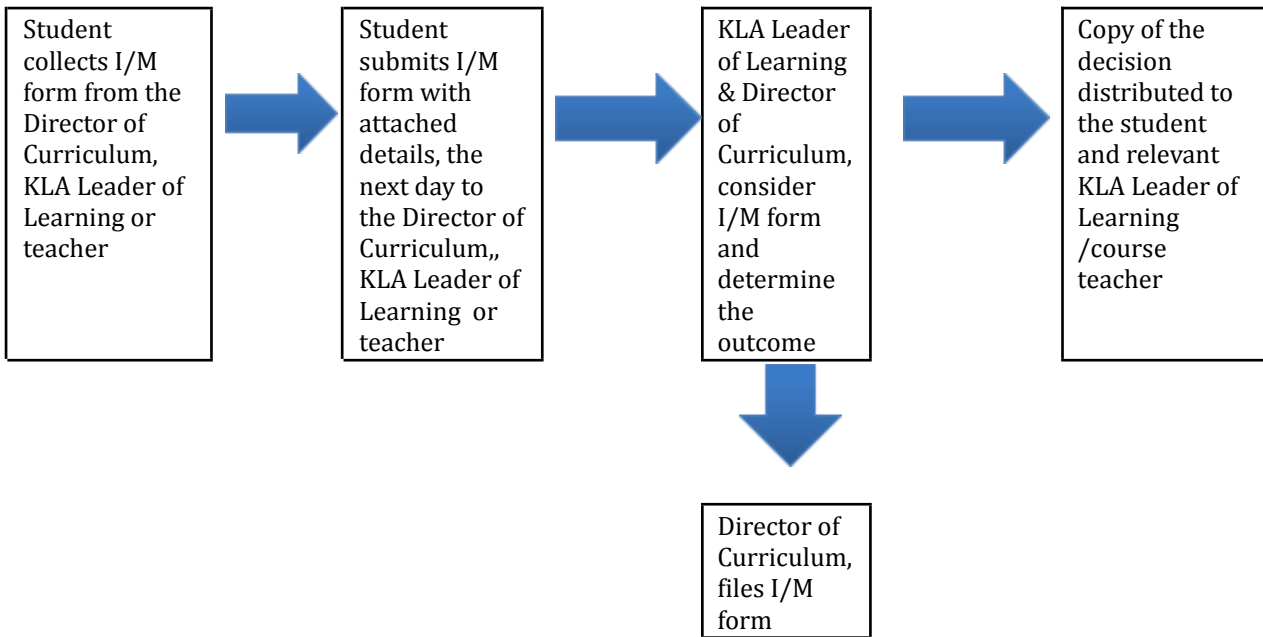 Student
collects I/M
form from the
Director of
Curriculum,
KLA Leader of
Learning or
teacher
Student
submits I/M
form with
attached
details, the
next day to
the Director of
Curriculum,,
KLA Leader of
Learning or
teacher
KLA Leader
of Learning
& Director
of
Curriculum,
consider
I/M form
and
determine
the
outcome
Copy of the
decision
distributed to
the student
and relevant
KLA Leader of
Learning
/course
teacher
Director of
Curriculum,
files I/M
form